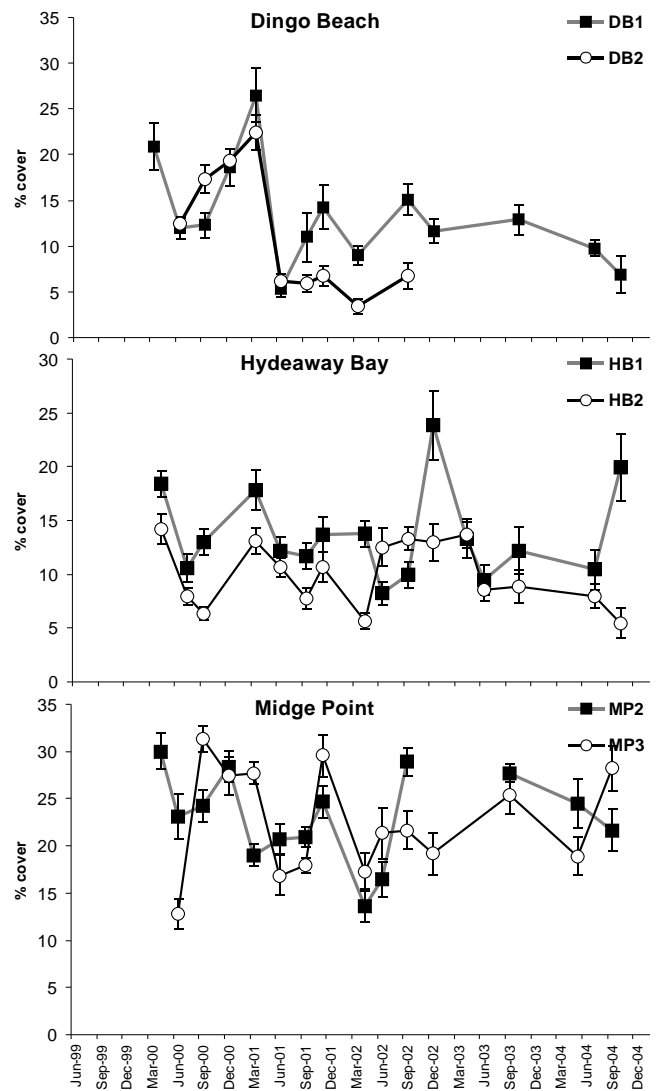 Dingo Beach
DB1
DB2
% cover
35
30
25
20
15
10
5
0
Hydeaway Bay
HB1
HB2
% cover
30
25
20
15
10
5
0
Midge Point
MP2
MP3
% cover
35
30
25
20
15
10
5
0
Jun-99
Sep-99
Dec-99
Mar-00
Jun-00
Sep-00
Dec-00
Mar-01
Jun-01
Sep-01
Dec-01
Mar-02
Jun-02
Sep-02
Dec-02
Mar-03
Jun-03
Sep-03
Dec-03
Mar-04
Jun-04
Sep-04
Dec-04